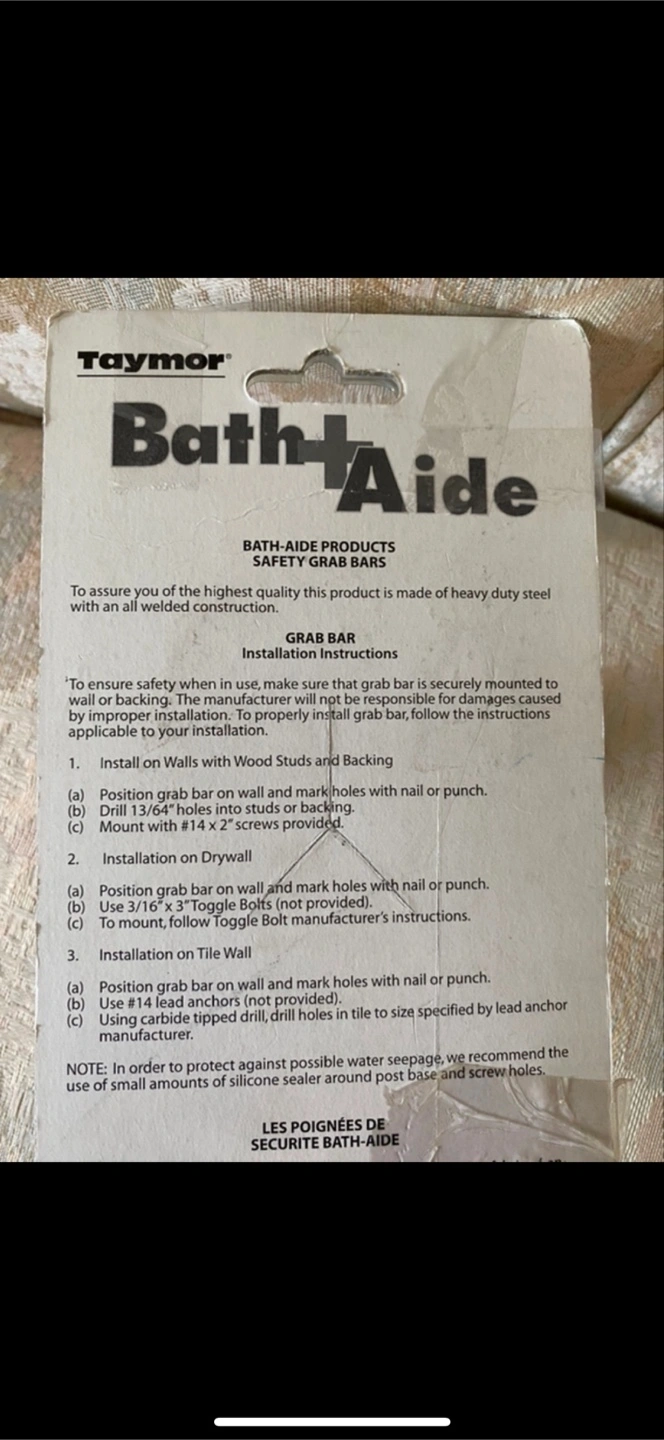 Taymor®
Bath+Aide
BATH-AIDE PRODUCTS
SAFETY GRAB BARS
To assure you of the highest quality this product is made of heavy duty steel
with an all welded construction.
GRAB BAR
Installation Instructions
To ensure safety when in use, make sure that grab bar is securely mounted to
wall or backing. The manufacturer will not be responsible for damages caused
by improper installation. To properly install grab bar, follow the instructions
applicable to your installation.
1. Install on Walls with Wood Studs and Backing
(a) Position grab bar on wall and mark holes with nail or punch.
(b) Drill 13/64" holes into studs or backing.
(c) Mount with #14 x 2" screws provided.
2. Installation on Drywall
(a) Position grab bar on wall and mark holes with nail or punch.
(b) Use 3/16" x 3" Toggle Bolts (not provided).
(c) To mount, follow Toggle Bolt manufacturer's instructions.
3. Installation on Tile Wall
(a) Position grab bar on wall and mark holes with nail or punch.
(b) Use #14 lead anchors (not provided).
(c) Using carbide tipped drill, drill holes in tile to size specified by lead anchor
manufacturer.
NOTE: In order to protect against possible water seepage, we recommend the
use of small amounts of silicone sealer around post base and screw holes.
LES POIGNÉES DE
SECURITE BATH-AIDE